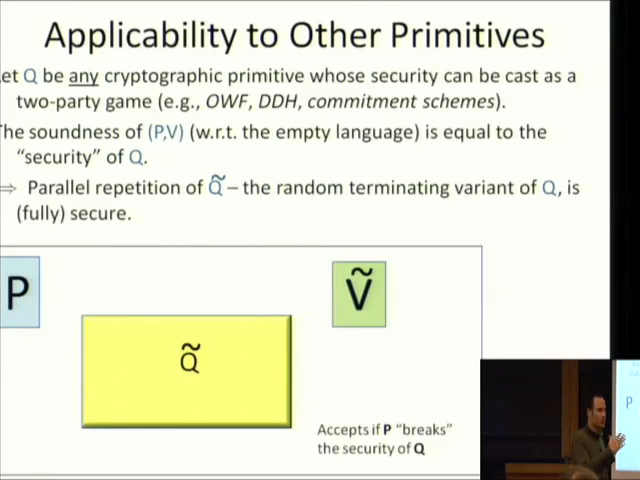 Applicability to Other Primitives
et Q be any cryptographic primitive whose security can be cast as a
two-party game (e.g., OWF, DDH, commitment schemes).
The soundness of (P,V) (w.r.t. the empty language) is equal to the
"security" of Q.
⇒ Parallel repetition of Q̃ – the random terminating variant of Q, is
(fully) secure.
P
Ṽ
Q̃
Accepts if P "breaks"
the security of Q
P